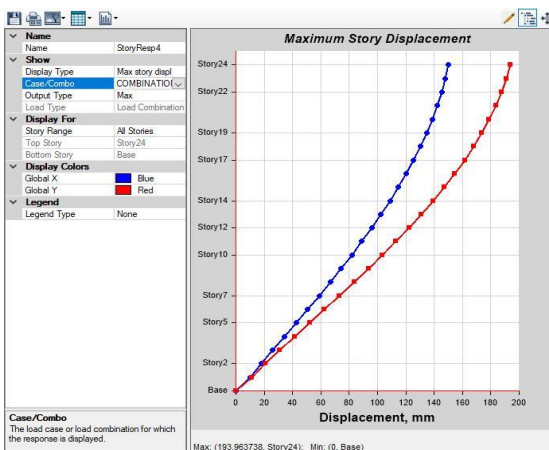 Name
Name StoryResp4
Show
Display Type Max story displ
Case/Combo COMBINATION
Output Type Max
Load Type Load Combination
Display For
Story Range All Stories
Top Story Story24
Bottom Story Base
Display Colors
Global X Blue
Global Y Red
Legend
Legend Type None
Case/Combo
The load case or load combination for which
the response is displayed.
Maximum Story Displacement
Story24
Story22
Story19
Story17
Story14
Story12
Story10
Story7
Story5
Story2
Base
0 20 40 60 80 100 120 140 160 180 200
Displacement, mm
Max: (193.963738, Story24); Min: (0, Base)